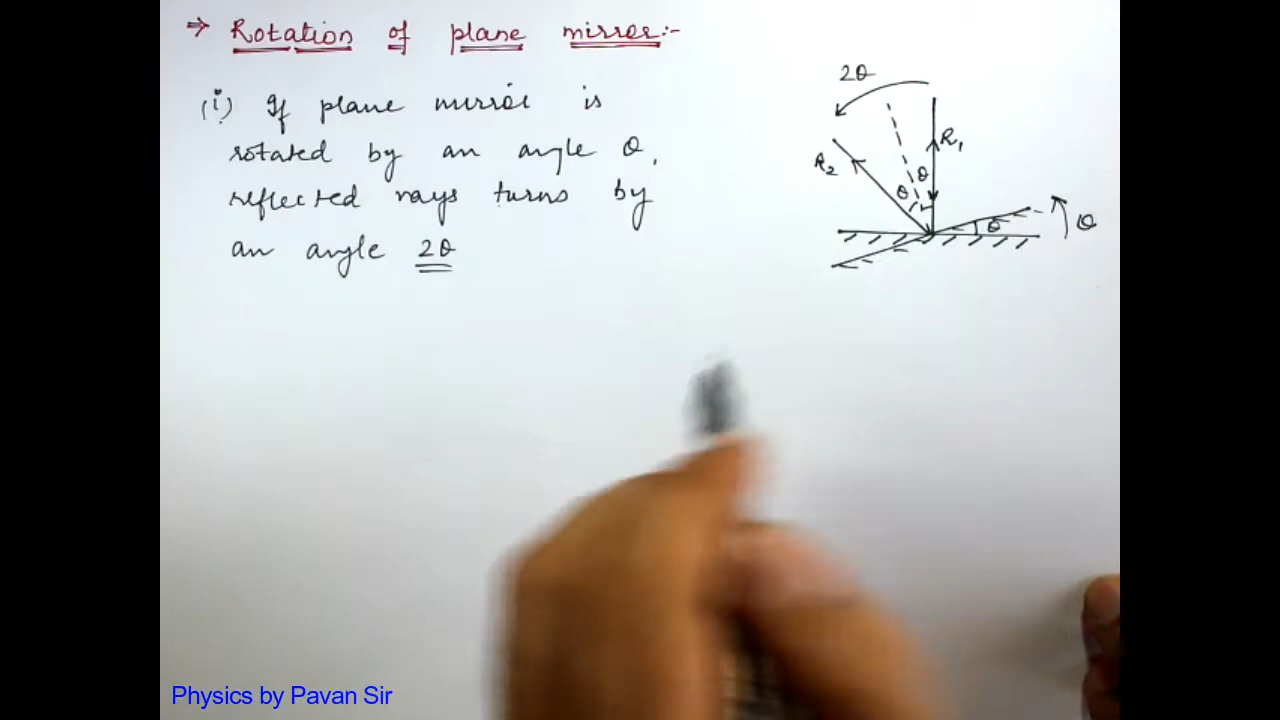 ⇒ Rotation of plane mirror:-
(i) If plane mirror is
rotated by an angle θ,
reflected rays turns by
an angle 2θ
2θ
R₁
R₂
θ
θ
θ
θ
Physics by Pavan Sir